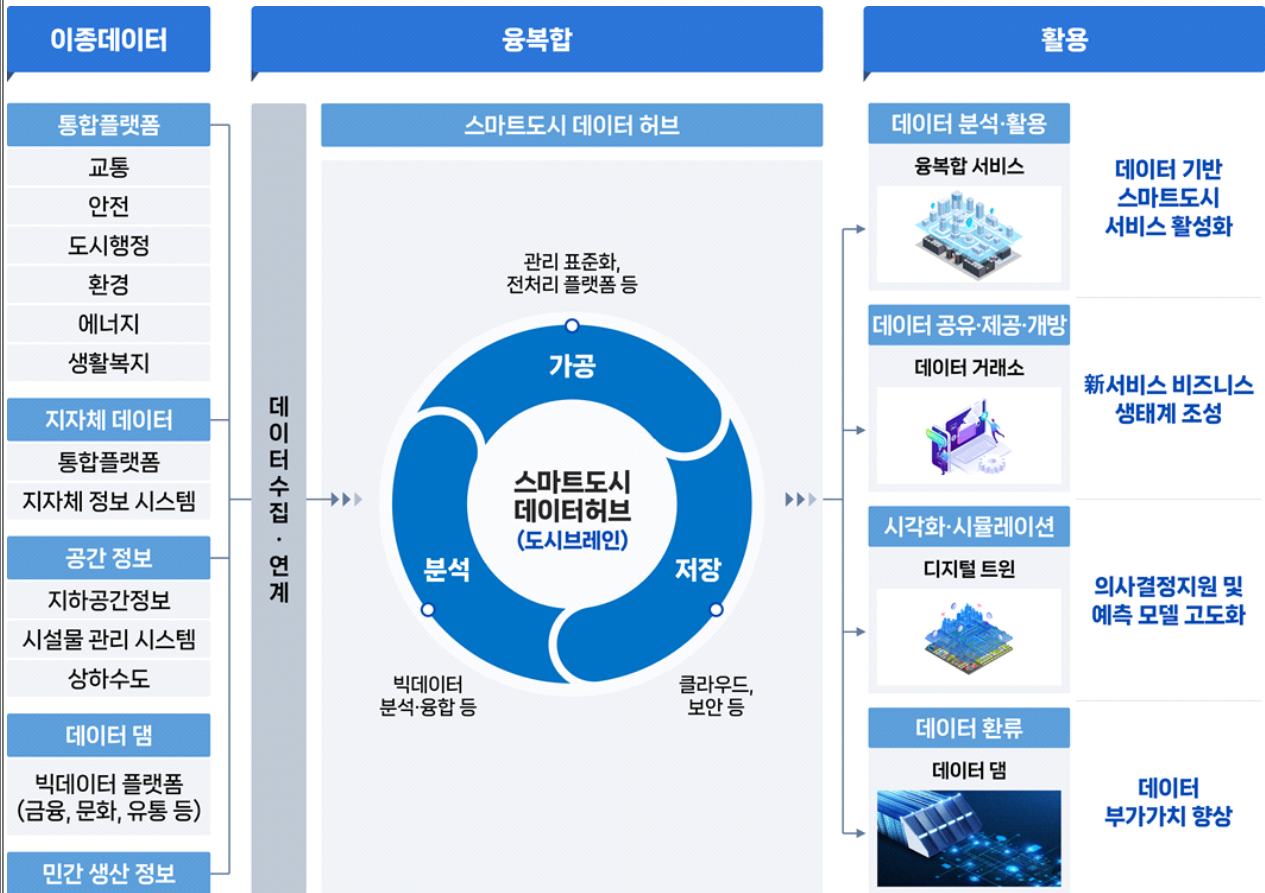 이종데이터
융복합
활용
통합플랫폼
교통
안전
도시행정
환경
에너지
생활복지
지자체 데이터
통합플랫폼
지자체 정보 시스템
공간 정보
지하공간정보
시설물 관리 시스템
상하수도
데이터 댐
빅데이터 플랫폼
(금융, 문화, 유통 등)
민간 생산 정보
데이터수집·연계
스마트도시 데이터 허브
관리 표준화,
전처리 플랫폼 등
가공
스마트도시
데이터허브
(도시브레인)
분석
저장
빅데이터
분석·융합 등
클라우드,
보안 등
데이터 분석·활용
융복합 서비스
데이터 기반
스마트도시
서비스 활성화
데이터 공유·제공·개방
데이터 거래소
新서비스 비즈니스
생태계 조성
시각화·시뮬레이션
디지털 트윈
의사결정지원 및
예측 모델 고도화
데이터 환류
데이터 댐
데이터
부가가치 향상